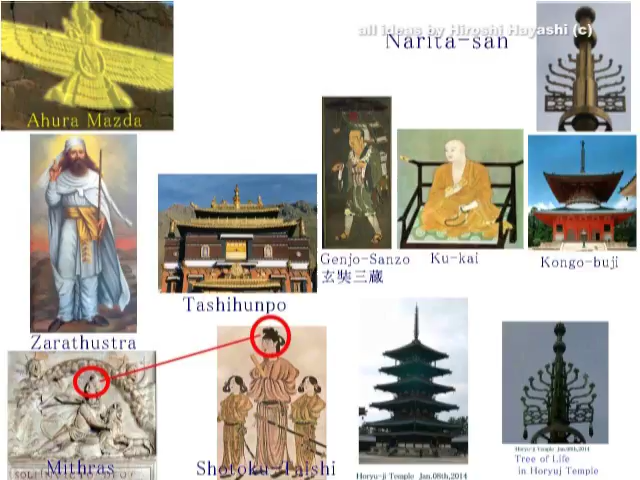 all ideas by Hiroshi Hayashi (c)
Narita-san
Ahura Mazda
Genjo-Sanzo
玄奘三蔵
Ku-kai
Kongo-buji
Tashihunpo
Zarathustra
Mithras
Shotoku-Taishi
Horyu-ji Temple Jan.08th,2014
Horyu-ji Temple Jan.08th,2014
Tree of Life
in Horyuj Temple